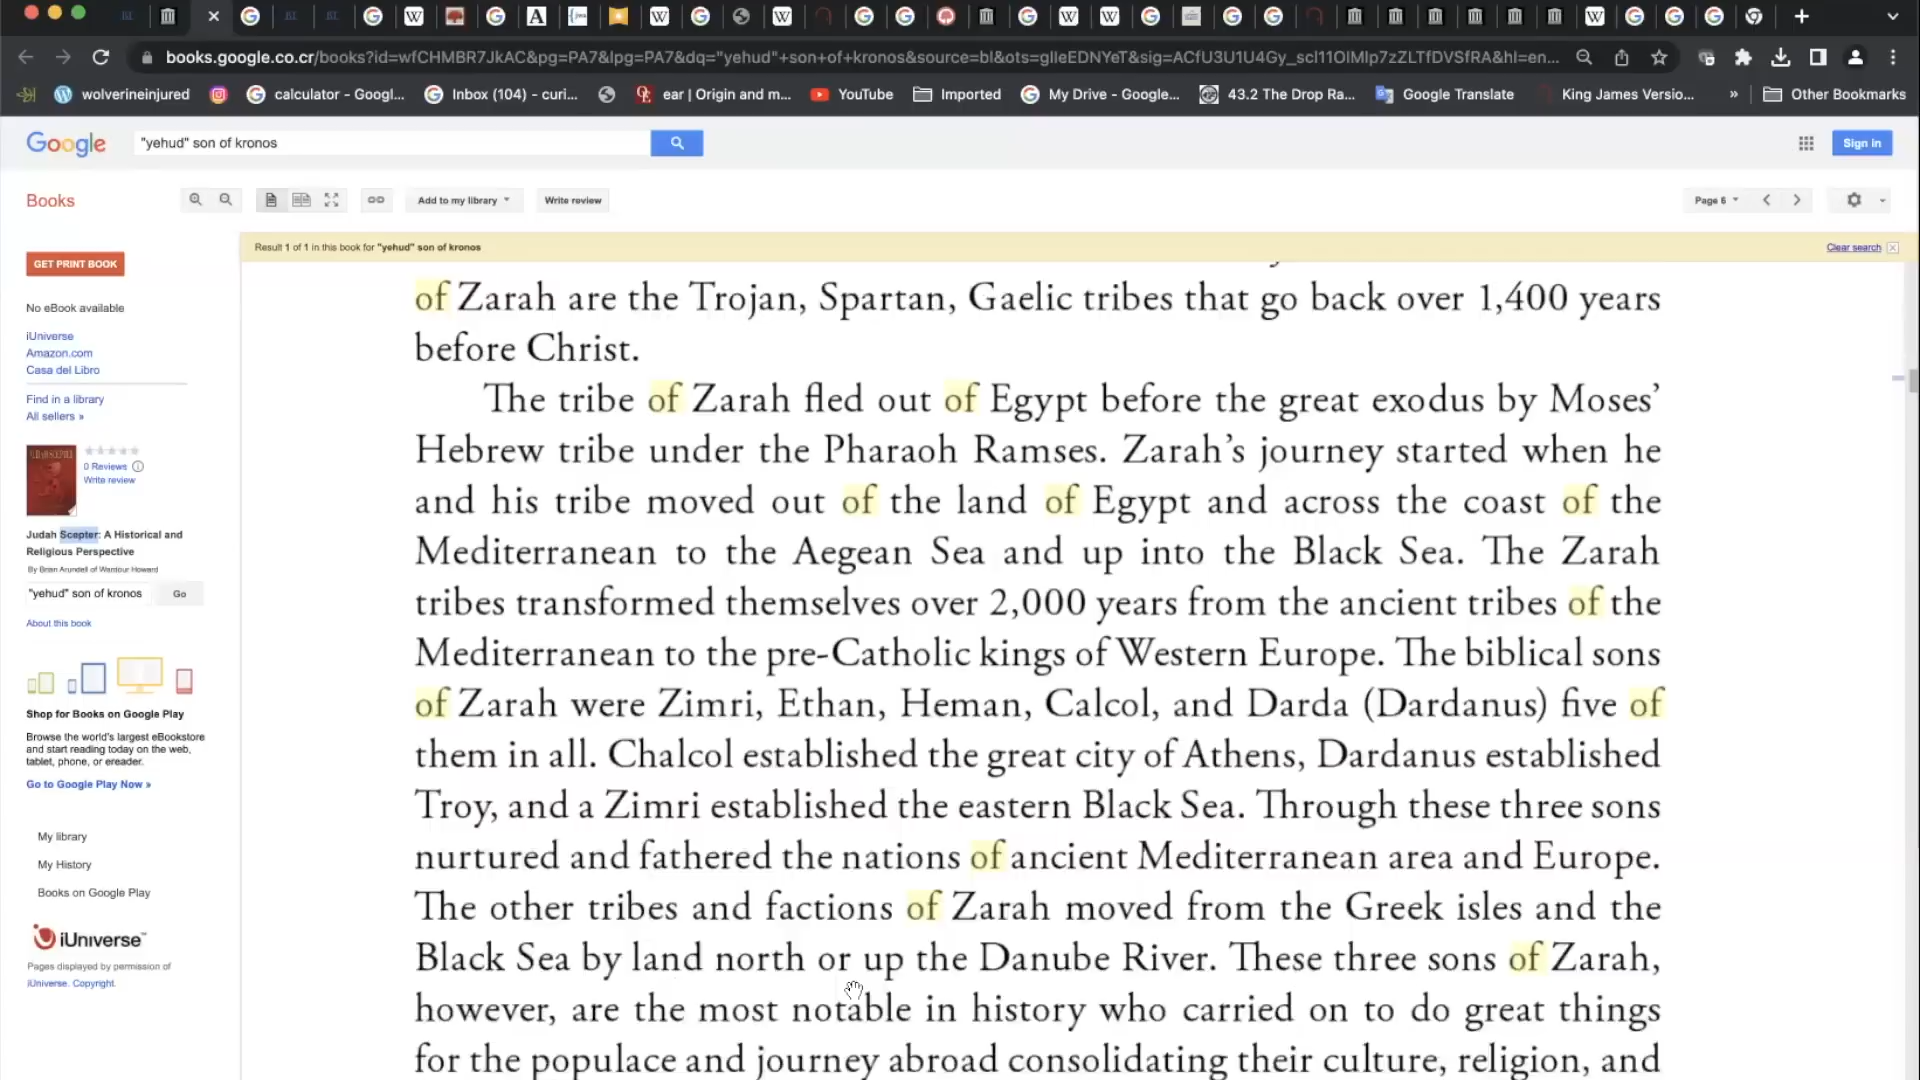 books.google.co.cr/books?id=wfCHMBR7JkAC&pg=PA7&lpg=PA7&dq="yehud"+son+of+kronos&source=bl&ots=glIeEDNYeT&sig=ACfU3U1U4Gy_scl11OlMlp7zZLTfDVSfRA&hl=en...
wolverineinjured
calculator - Googl...
Inbox (104) - curi...
ear | Origin and m...
YouTube
Imported
My Drive - Google...
43.2 The Drop Ra...
Google Translate
King James Versio...
»
Other Bookmarks
Google
"yehud" son of kronos
Sign in
Books
Add to my library
Write review
Page 6
GET PRINT BOOK
Result 1 of 1 in this book for "yehud" son of kronos
Clear search
No eBook available
iUniverse
Amazon.com
Casa del Libro
Find in a library
All sellers »
0 Reviews
Write review
Judah Scepter: A Historical and
Religious Perspective
By Brian Arundell of Wardour Howard
"yehud" son of kronos
Go
About this book
Shop for Books on Google Play
Browse the world's largest eBookstore
and start reading today on the web,
tablet, phone, or ereader.
Go to Google Play Now »
My library
My History
Books on Google Play
iUniverse™
Pages displayed by permission of
iUniverse. Copyright.
of Zarah are the Trojan, Spartan, Gaelic tribes that go back over 1,400 years
before Christ.
The tribe of Zarah fled out of Egypt before the great exodus by Moses’
Hebrew tribe under the Pharaoh Ramses. Zarah’s journey started when he
and his tribe moved out of the land of Egypt and across the coast of the
Mediterranean to the Aegean Sea and up into the Black Sea. The Zarah
tribes transformed themselves over 2,000 years from the ancient tribes of the
Mediterranean to the pre-Catholic kings of Western Europe. The biblical sons
of Zarah were Zimri, Ethan, Heman, Calcol, and Darda (Dardanus) five of
them in all. Chalcol established the great city of Athens, Dardanus established
Troy, and a Zimri established the eastern Black Sea. Through these three sons
nurtured and fathered the nations of ancient Mediterranean area and Europe.
The other tribes and factions of Zarah moved from the Greek isles and the
Black Sea by land north or up the Danube River. These three sons of Zarah,
however, are the most notable in history who carried on to do great things
for the populace and journey abroad consolidating their culture, religion, and